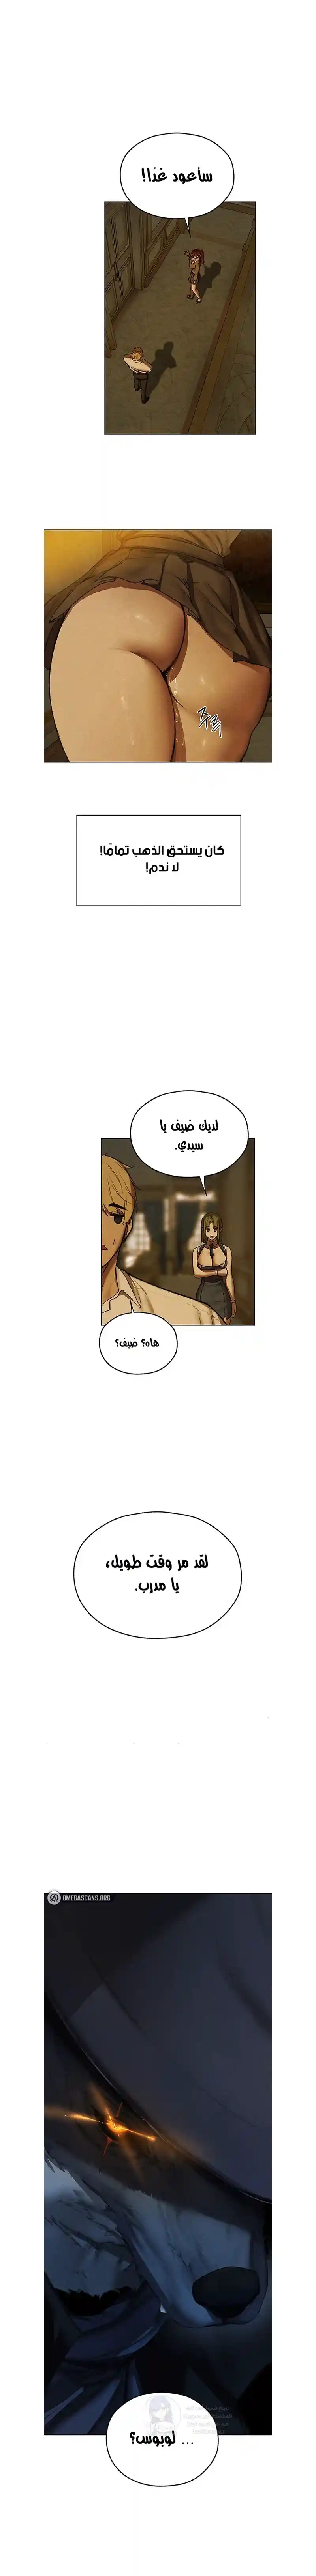 سأعود غدًا!
كان يستحق الذهب تمامًا!
لا ندم!
لديك ضيف يا
سيدي.
هاه؟ ضيف؟
لقد مر وقت طويل،
يا مدرب.
OMEGASCANS.ORG
... لوبوس؟